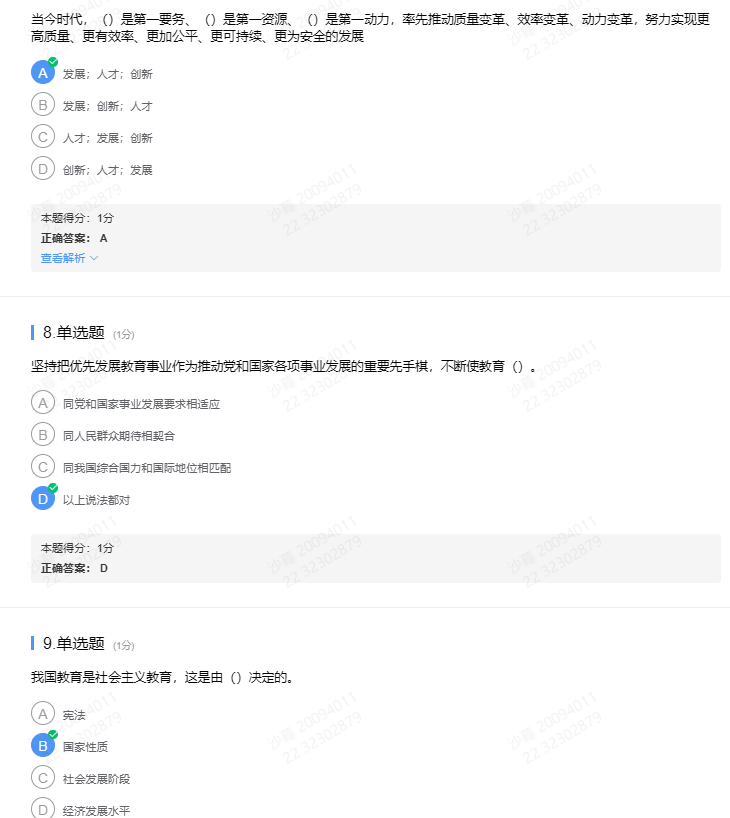 当今时代，（）是第一要务、（）是第一资源、（）是第一动力，率先推动质量变革、效率变革、动力变革，努力实现更
高质量、更有效率、更加公平、更可持续、更为安全的发展
A 发展；人才；创新
B 发展；创新；人才
C 人才；发展；创新
D 创新；人才；发展
本题得分：1分
正确答案： A
查看解析
8.单选题 (1分)
坚持把优先发展教育事业作为推动党和国家各项事业发展的重要先手棋，不断使教育（）。
A 同党和国家事业发展要求相适应
B 同人民群众期待相契合
C 同我国综合国力和国际地位相匹配
D 以上说法都对
本题得分：1分
正确答案： D
9.单选题 (1分)
我国教育是社会主义教育，这是由（）决定的。
A 宪法
B 国家性质
C 社会发展阶段
D 经济发展水平